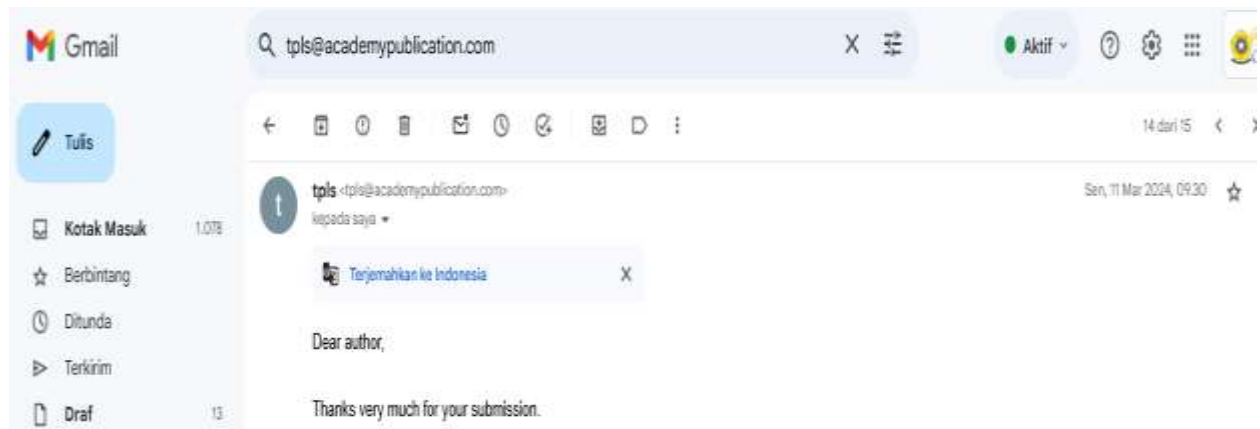 Gmail
tpls@academypublication.com
Aktif
Tulis
14 dari 15
tpls <tpls@academypublication.com>
Sen, 11 Mar 2024, 09.30
kepada saya
t
Kotak Masuk 1.078
Terjemahkan ke Indonesia X
Berbintang
Ditunda
Dear author,
Terkirim
Draf 13
Thanks very much for your submission.